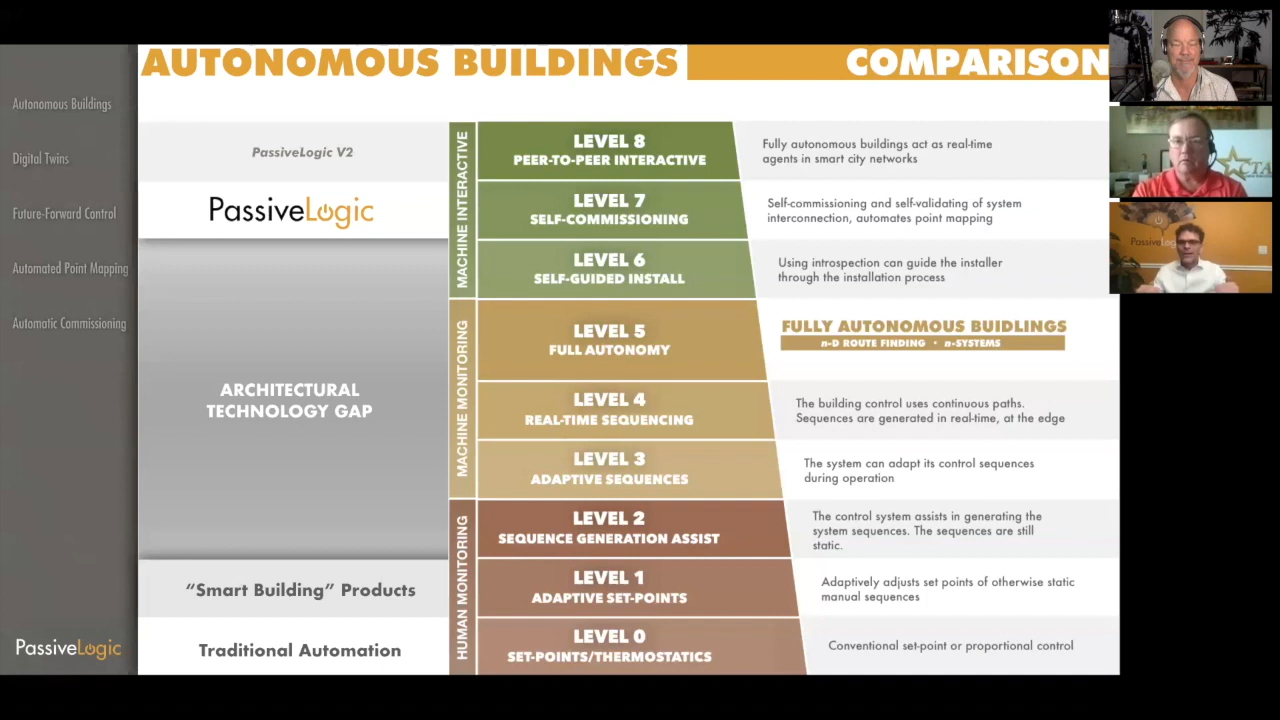 AUTONOMOUS BUILDINGS
COMPARISON
Autonomous Buildings
Digital Twins
Future-Forward Control
Automated Point Mapping
Automatic Commissioning
PassiveLogic
PassiveLogic V2
PassiveLogic
ARCHITECTURAL
TECHNOLOGY GAP
“Smart Building” Products
Traditional Automation
MACHINE INTERACTIVE
MACHINE MONITORING
HUMAN MONITORING
LEVEL 8
PEER-TO-PEER INTERACTIVE
Fully autonomous buildings act as real-time
agents in smart city networks
LEVEL 7
SELF-COMMISSIONING
Self-commissioning and self-validating of system
interconnection, automates point mapping
LEVEL 6
SELF-GUIDED INSTALL
Using introspection can guide the installer
through the installation process
LEVEL 5
FULL AUTONOMY
FULLY AUTONOMOUS BUIDLINGS
n-D ROUTE FINDING • n-SYSTEMS
LEVEL 4
REAL-TIME SEQUENCING
The building control uses continuous paths.
Sequences are generated in real-time, at the edge
LEVEL 3
ADAPTIVE SEQUENCES
The system can adapt its control sequences
during operation
LEVEL 2
SEQUENCE GENERATION ASSIST
The control system assists in generating the
system sequences. The sequences are still
static.
LEVEL 1
ADAPTIVE SET-POINTS
Adaptively adjusts set points of otherwise static
manual sequences
LEVEL 0
SET-POINTS/THERMOSTATICS
Conventional set-point or proportional control
CTA